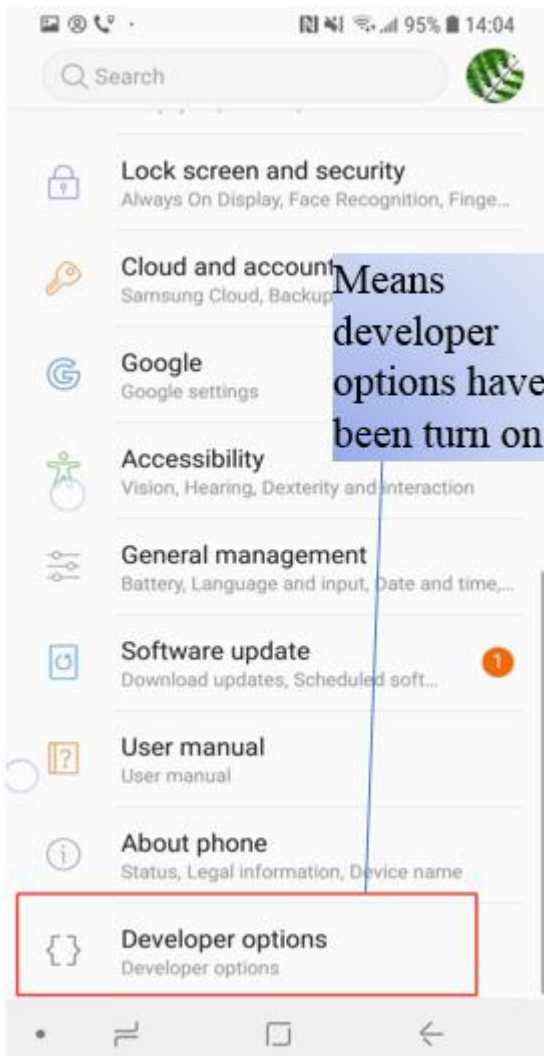 95% 14:04
Search
Lock screen and security
Always On Display, Face Recognition, Finge...
Cloud and account
Samsung Cloud, Backup
Means
developer
options have
been turn on
Google
Google settings
Accessibility
Vision, Hearing, Dexterity and interaction
General management
Battery, Language and input, Date and time,...
Software update
1
Download updates, Scheduled soft...
User manual
User manual
About phone
Status, Legal information, Device name
Developer options
Developer options